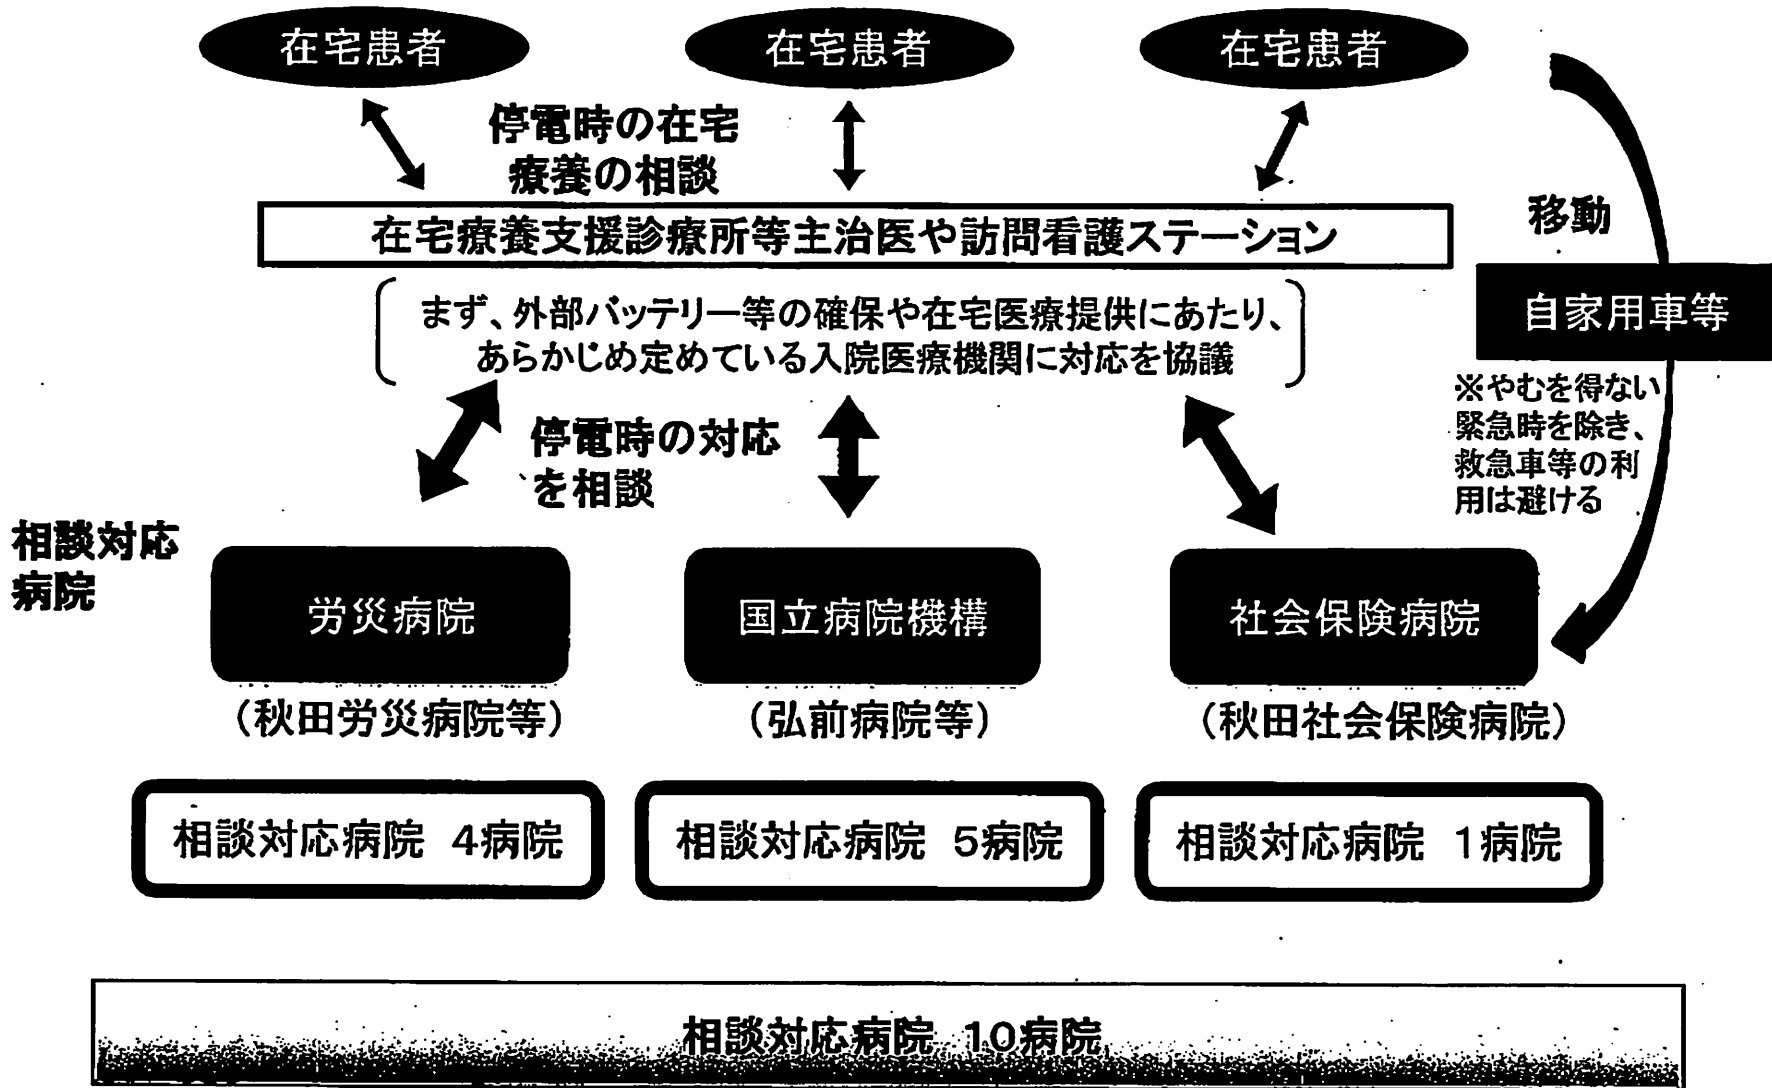 在宅患者
在宅患者
在宅患者
停電時の在宅
療養の相談
在宅療養支援診療所等主治医や訪問看護ステーション
移動
自家用車等
まず、外部バッテリー等の確保や在宅医療提供にあたり、
あらかじめ定めている入院医療機関に対応を協議
※やむを得ない
緊急時を除き、
救急車等の利
用は避ける
停電時の対応
を相談
相談対応
病院
労災病院
国立病院機構
社会保険病院
（秋田労災病院等）
（弘前病院等）
（秋田社会保険病院）
相談対応病院 4病院
相談対応病院 5病院
相談対応病院 1病院
相談対応病院 10病院